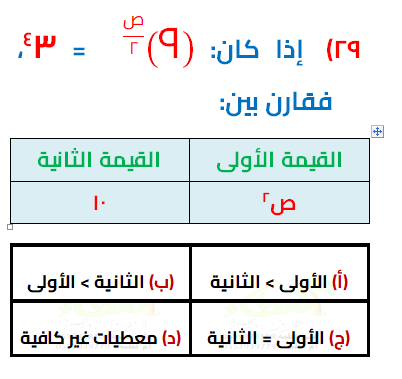 ٢٩) إذا كان: (٩)^(ص/٢) = ٣^٤،
فقارن بين:
القيمة الأولى القيمة الثانية
ص^٢ ١٠
(أ) الأولى > الثانية (ب) الثانية > الأولى
(ج) الأولى = الثانية (د) معطيات غير كافية